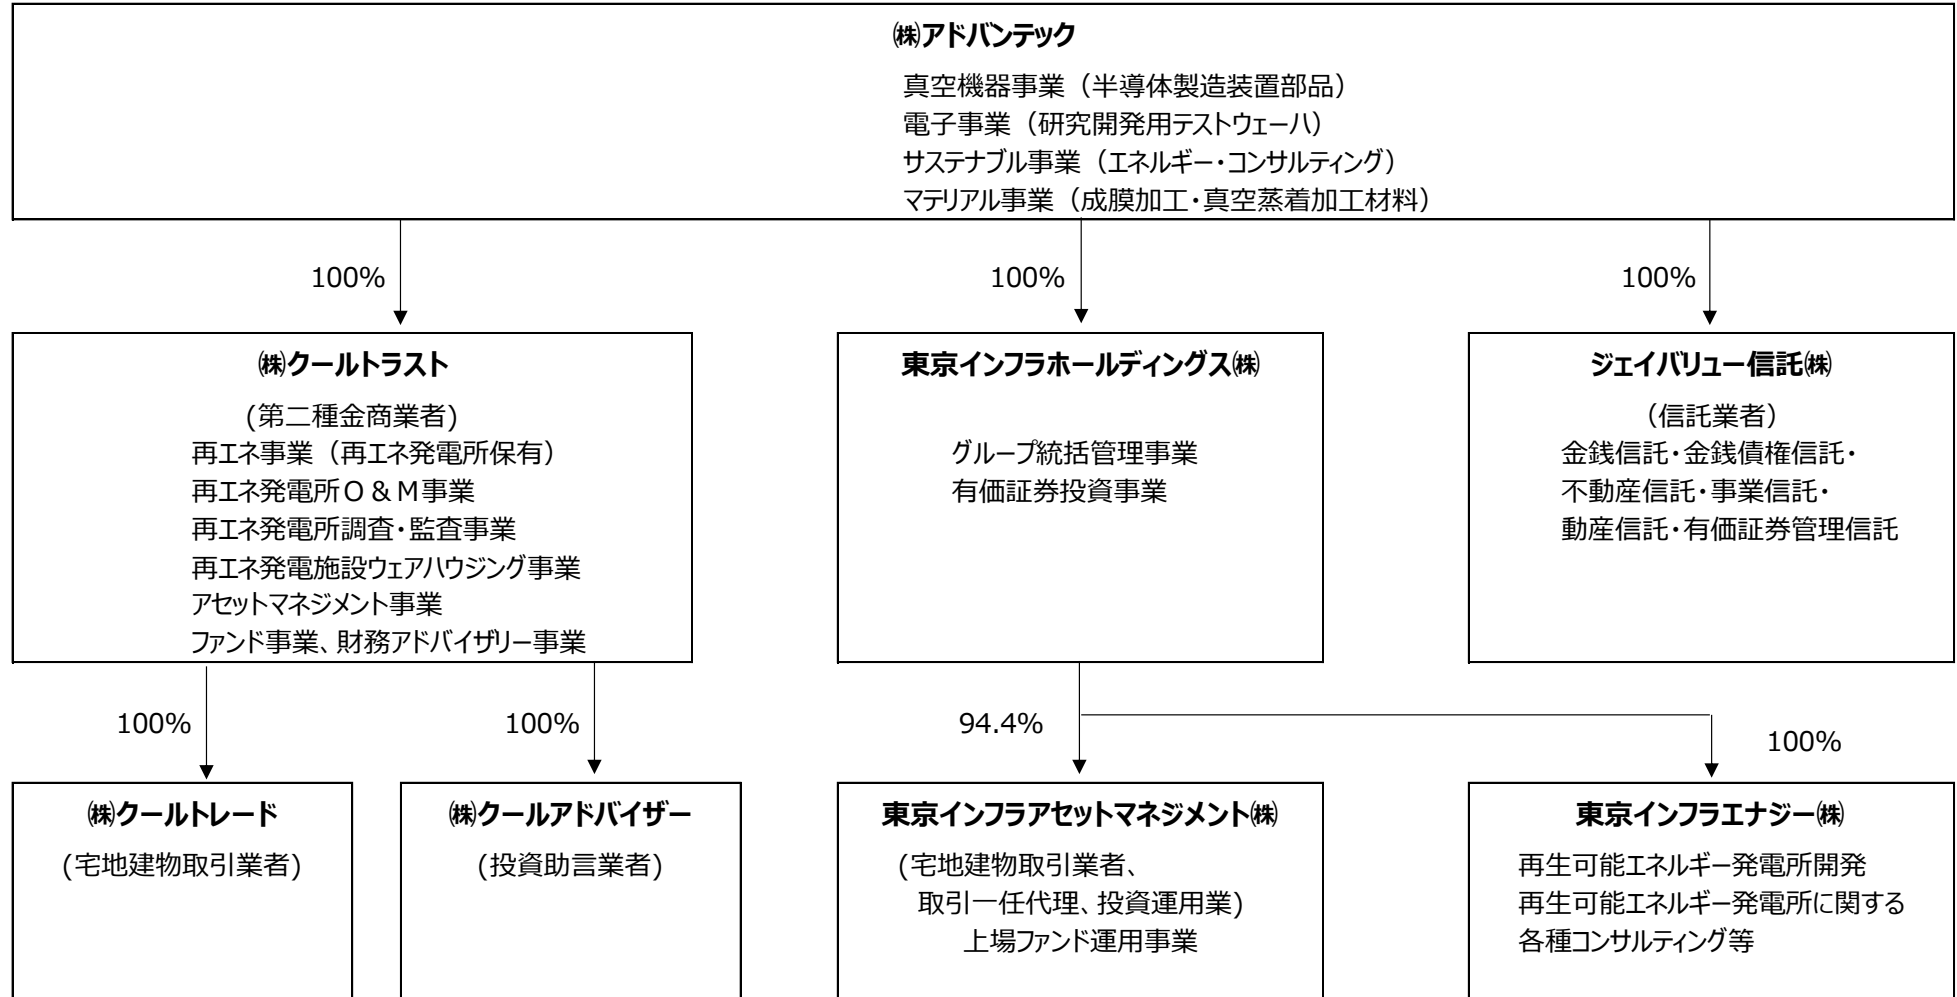 ㈱アドバンテック
真空機器事業（半導体製造装置部品）
電子事業（研究開発用テストウェーハ）
サステナブル事業（エネルギー・コンサルティング）
マテリアル事業（成膜加工・真空蒸着加工材料）
100%
100%
100%
㈱クールトラスト
(第二種金商業者)
再エネ事業（再エネ発電所保有）
再エネ発電所Ｏ＆Ｍ事業
再エネ発電所調査・監査事業
再エネ発電施設ウェアハウジング事業
アセットマネジメント事業
ファンド事業、財務アドバイザリー事業
東京インフラホールディングス㈱
グループ統括管理事業
有価証券投資事業
ジェイバリュー信託㈱
（信託業者）
金銭信託・金銭債権信託・
不動産信託・事業信託・
動産信託・有価証券管理信託
100%
100%
94.4%
100%
㈱クールトレード
(宅地建物取引業者)
㈱クールアドバイザー
(投資助言業者)
東京インフラアセットマネジメント㈱
(宅地建物取引業者、
取引一任代理、投資運用業)
上場ファンド運用事業
東京インフラエナジー㈱
再生可能エネルギー発電所開発
再生可能エネルギー発電所に関する
各種コンサルティング等